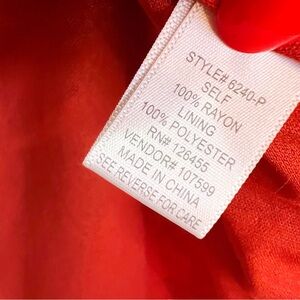 STYLE# 6240-P
SELF
100% RAYON
LINING
100% POLYESTER
RN# 126455
VENDOR# 107599
MADE IN CHINA
SEE REVERSE FOR CARE